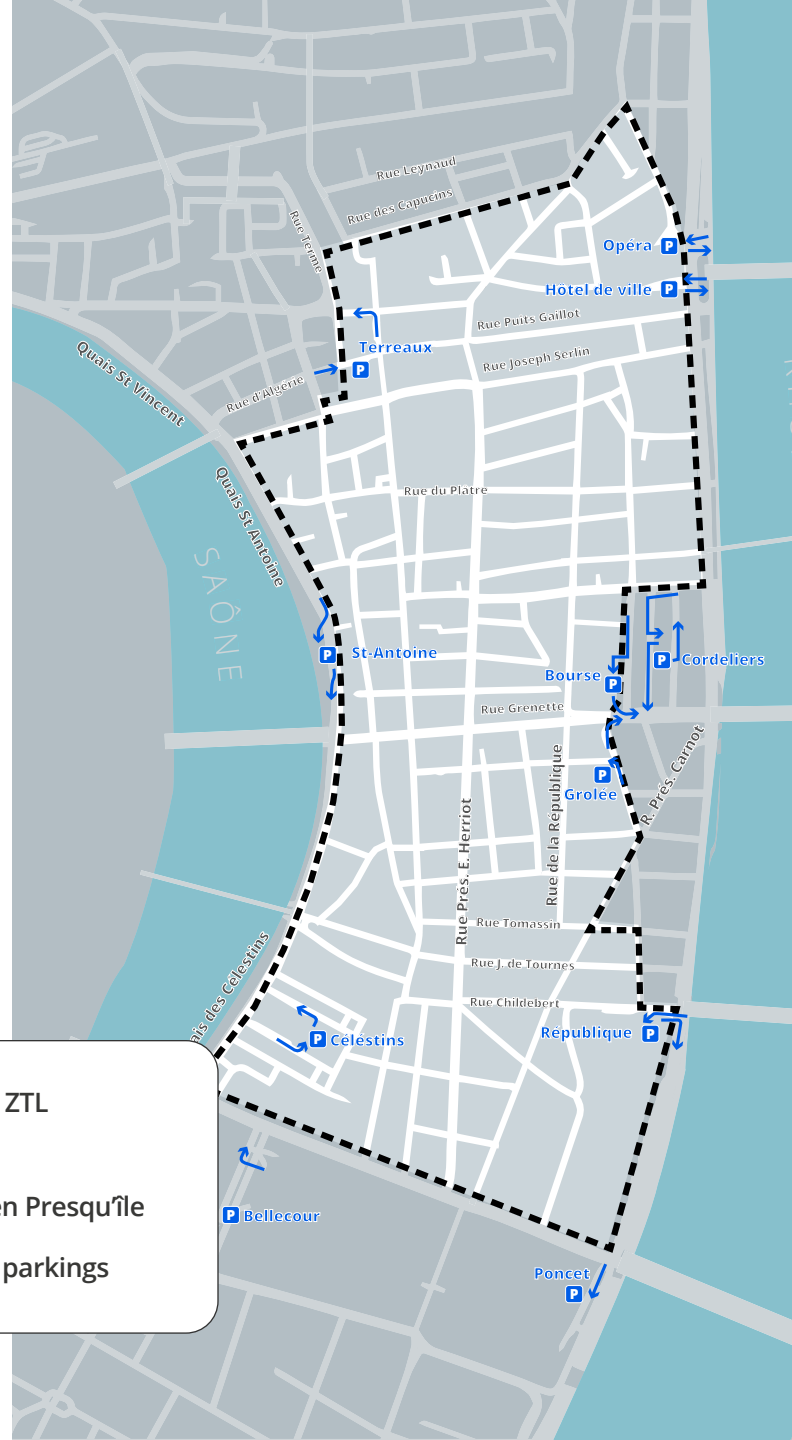 Rue Leynaud
Rue des Capucins
Rue Terme
Opéra P
Hôtel de ville P
Rue Puits Gaillot
Terreaux
P
Rue Joseph Serlin
Quais St Vincent
Rue d'Algérie
Quais St Antoine
Rue du Platre
SAÔNE
P St-Antoine
P Cordeliers
Bourse P
Rue Grenette
R. Prés. Carnot
P
Grolée
Rue de la République
Rue Prés. E. Herriot
Rue Tomassin
Rue J. de Tournes
Rue Childebert
ais des Célestins
République P
P Céléstins
ZTL
en Presqu'île
parkings
P Bellecour
Poncet
P